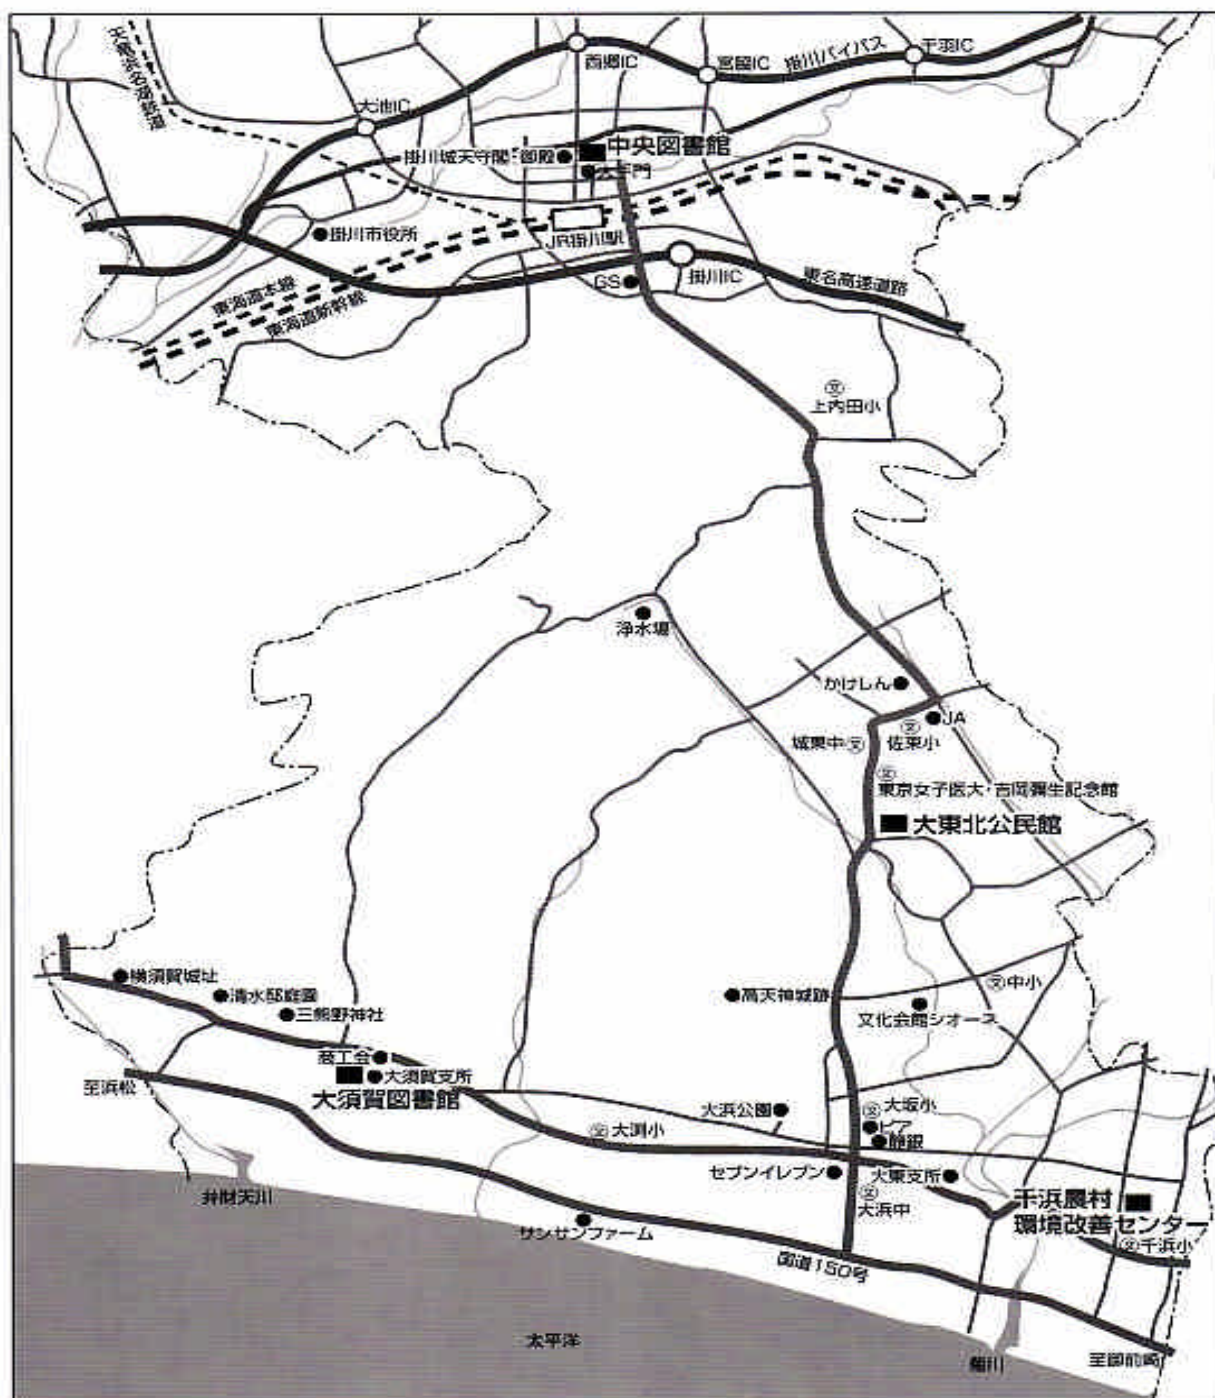 天竜浜名湖鉄道
西郷IC
宮脇IC
掛川バイパス
千羽IC
大池IC
中央図書館
掛川城天守閣・御殿
大手門
掛川市役所
JR掛川駅
GS
掛川IC
東名高速道路
東海道本線
東海道新幹線
文
上内田小
浄水場
かけしん
JA
文
佐束小
城東中
文
文
東京女子医大・吉岡彌生記念館
大東北公民館
横須賀城址
清水邸庭園
三熊野神社
高天神城跡
文
中小
文化会館シオーネ
商工会
大須賀支所
大須賀図書館
至浜松
大浜公園
文
大坂小
ピア
静銀
文
大渕小
セブンイレブン
大東支所
文
大浜中
千浜農村
環境改善センター
文
千浜小
弁財天川
サンサンファーム
国道150号
太平洋
菊川
至御前崎